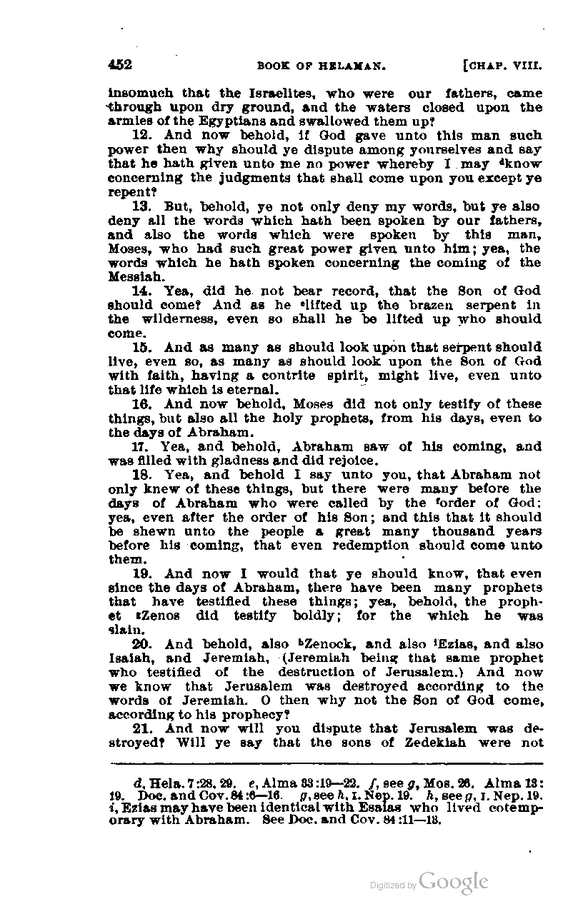 452 BOOK OF HELAMAN. [CHAP. VIII.
insomuch that the Israelites, who were our fathers, came
through upon dry ground, and the waters closed upon the
armies of the Egyptians and swallowed them up?
12. And now behold, if God gave unto this man such
power then why should ye dispute among yourselves and say
that he hath given unto me no power whereby I may dknow
concerning the judgments that shall come upon you except ye
repent?
13. But, behold, ye not only deny my words, but ye also
deny all the words which hath been spoken by our fathers,
and also the words which were spoken by this man,
Moses, who had such great power given unto him; yea, the
words which he hath spoken concerning the coming of the
Messiah.
14. Yea, did he not bear record, that the Son of God
should come? And as he elifted up the brazen serpent in
the wilderness, even so shall he be lifted up who should
come.
15. And as many as should look upon that serpent should
live, even so, as many as should look upon the Son of God
with faith, having a contrite spirit, might live, even unto
that life which is eternal.
16. And now behold, Moses did not only testify of these
things, but also all the holy prophets, from his days, even to
the days of Abraham.
17. Yea, and behold, Abraham saw of his coming, and
was filled with gladness and did rejoice.
18. Yea, and behold I say unto you, that Abraham not
only knew of these things, but there were many before the
days of Abraham who were called by the forder of God;
yea, even after the order of his Son; and this that it should
be shewn unto the people a great many thousand years
before his coming, that even redemption should come unto
them.
19. And now I would that ye should know, that even
since the days of Abraham, there have been many prophets
that have testified these things; yea, behold, the proph-
et gZenos did testify boldly; for the which he was
slain.
20. And behold, also hZenock, and also iEzias, and also
Isaiah, and Jeremiah, (Jeremiah being that same prophet
who testified of the destruction of Jerusalem.) And now
we know that Jerusalem was destroyed according to the
words of Jeremiah. O then why not the Son of God come,
according to his prophecy?
21. And now will you dispute that Jerusalem was de-
stroyed? Will ye say that the sons of Zedekiah were not
d, Hela. 7:28, 29. e, Alma 33:19—22. f, see g, Mos. 26. Alma 13:
19. Doc. and Cov. 84:6—16. g, see h, I. Nep. 19. h, see g, I. Nep. 19.
i, Ezias may have been identical with Esaias who lived cotemp-
orary with Abraham. See Doc. and Cov. 84:11—13.
Digitized by Google